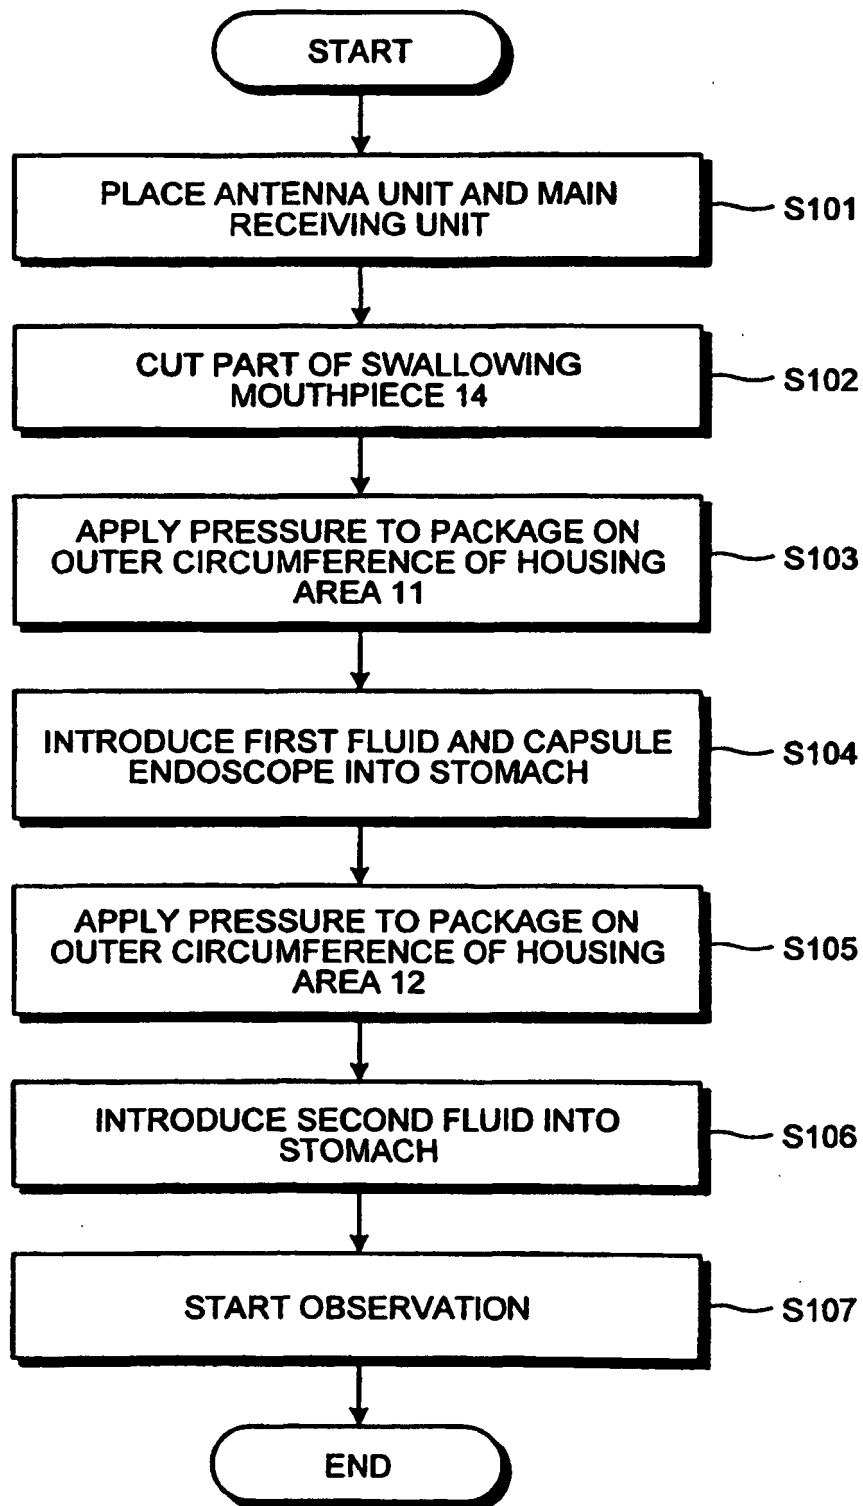 START
PLACE ANTENNA UNIT AND MAIN
RECEIVING UNIT
S101
CUT PART OF SWALLOWING
MOUTHPIECE 14
S102
APPLY PRESSURE TO PACKAGE ON
OUTER CIRCUMFERENCE OF HOUSING
AREA 11
S103
INTRODUCE FIRST FLUID AND CAPSULE
ENDOSCOPE INTO STOMACH
S104
APPLY PRESSURE TO PACKAGE ON
OUTER CIRCUMFERENCE OF HOUSING
AREA 12
S105
INTRODUCE SECOND FLUID INTO
STOMACH
S106
START OBSERVATION
S107
END